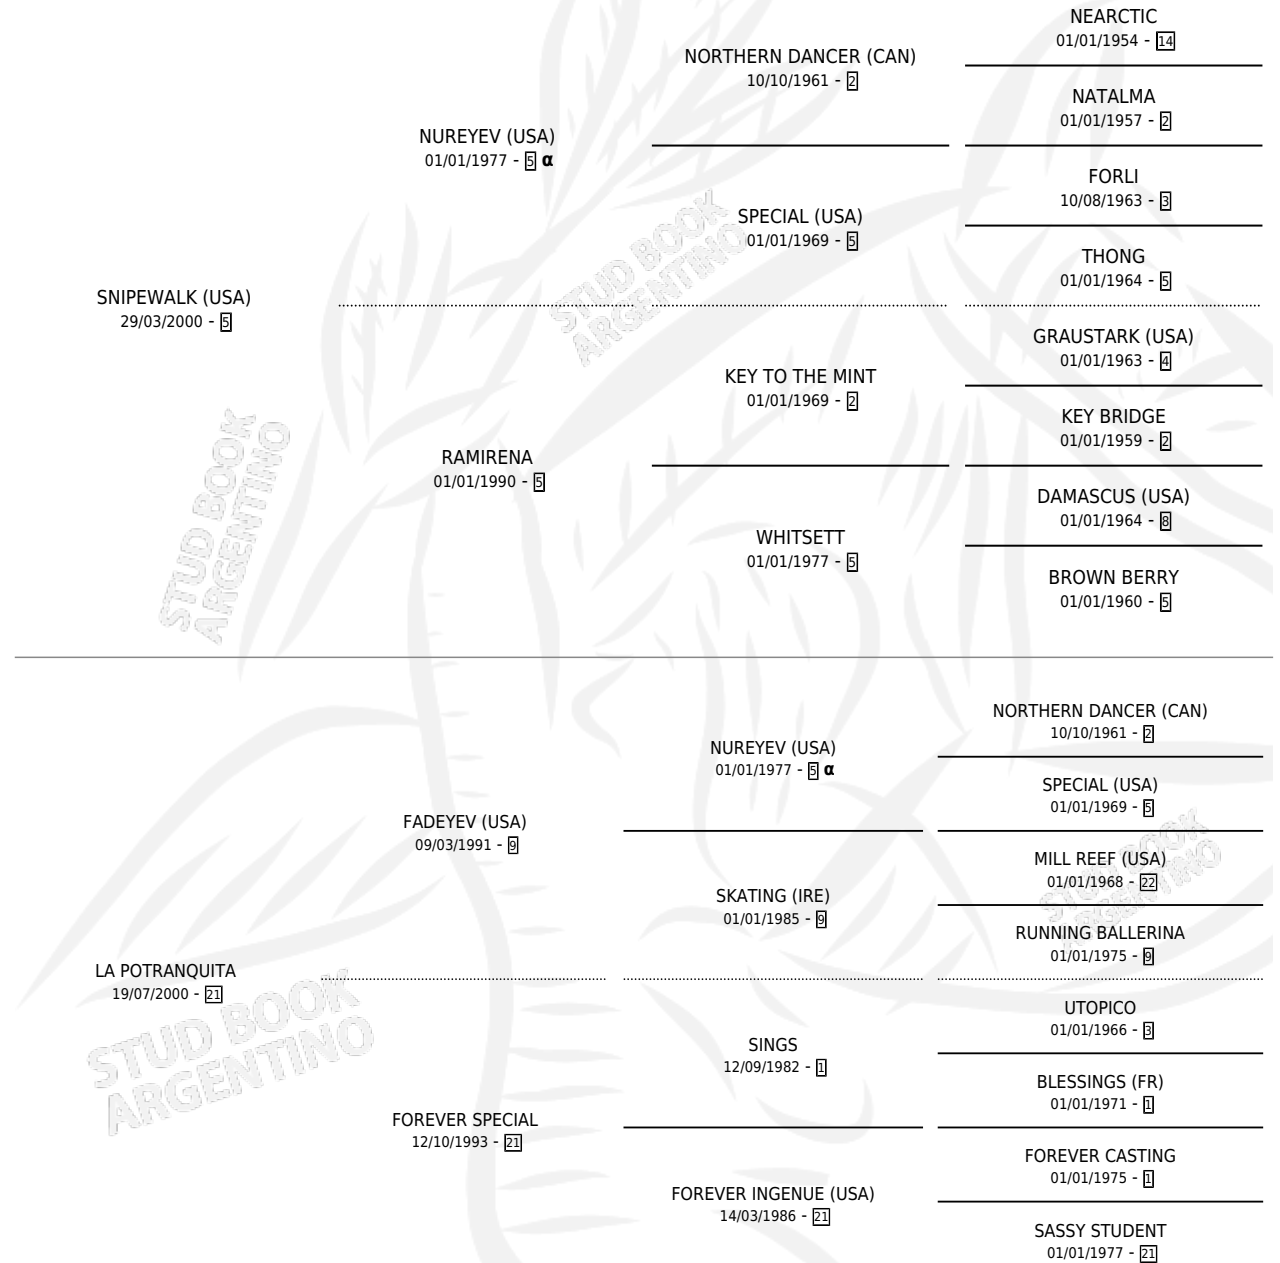 NEARCTIC
01/01/1954 - 14
NORTHERN DANCER (CAN)
10/10/1961 - 2
NATALMA
01/01/1957 - 2
NUREYEV (USA)
01/01/1977 - 5 α
FORLI
10/08/1963 - 3
SPECIAL (USA)
01/01/1969 - 5
THONG
01/01/1964 - 5
SNIPEWALK (USA)
29/03/2000 - 5
GRAUSTARK (USA)
01/01/1963 - 4
KEY TO THE MINT
01/01/1969 - 2
KEY BRIDGE
01/01/1959 - 2
RAMIRENA
01/01/1990 - 5
DAMASCUS (USA)
01/01/1964 - 8
WHITSETT
01/01/1977 - 5
BROWN BERRY
01/01/1960 - 5
STUD BOOK
ARGENTINO
STUD BOOK
ARGENTINO
NORTHERN DANCER (CAN)
10/10/1961 - 2
NUREYEV (USA)
01/01/1977 - 5 α
SPECIAL (USA)
01/01/1969 - 5
FADEYEV (USA)
09/03/1991 - 9
MILL REEF (USA)
01/01/1968 - 22
SKATING (IRE)
01/01/1985 - 9
RUNNING BALLERINA
01/01/1975 - 9
LA POTRANQUITA
19/07/2000 - 21
UTOPICO
01/01/1966 - 3
SINGS
12/09/1982 - 1
BLESSINGS (FR)
01/01/1971 - 1
FOREVER SPECIAL
12/10/1993 - 21
FOREVER CASTING
01/01/1975 - 1
FOREVER INGENUE (USA)
14/03/1986 - 21
SASSY STUDENT
01/01/1977 - 21
STUD BOOK
ARGENTINO
STUD BOOK
ARGENTINO